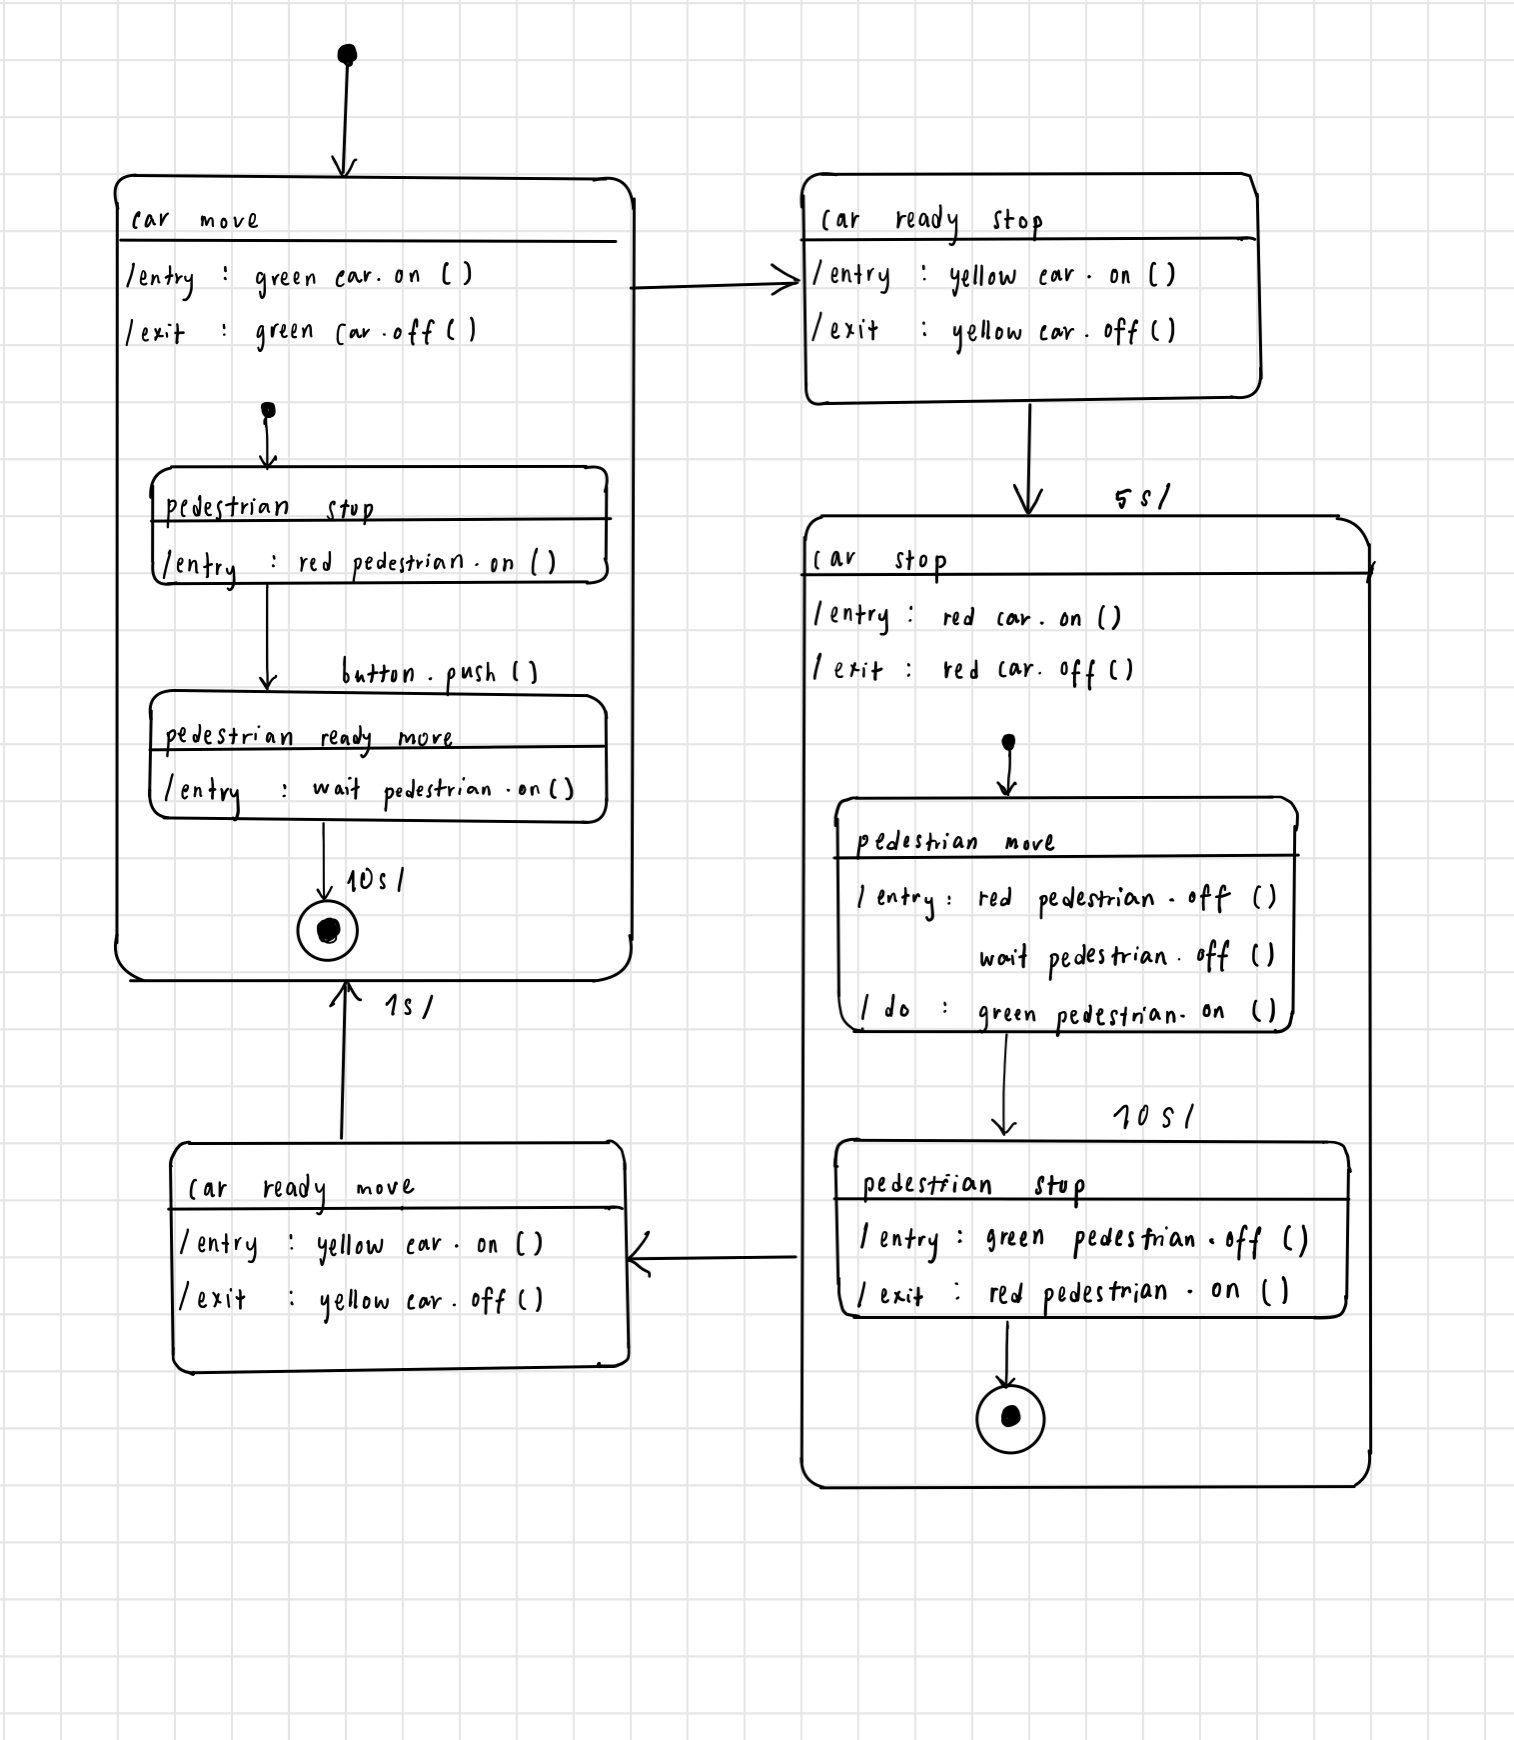 car move
/entry : green car.on ()
/exit : green car.off ()
pedestrian stop
/entry : red pedestrian.on ()
button.push ()
pedestrian ready move
/entry : wait pedestrian.on ()
10s/
1s/
car ready move
/entry : yellow car.on ()
/exit : yellow car.off ()
car ready stop
/entry : yellow car.on ()
/exit : yellow car.off ()
5s/
car stop
/entry : red car.on ()
/exit : red car.off ()
pedestrian move
/entry : red pedestrian.off ()
wait pedestrian.off ()
/do : green pedestrian.on ()
10s/
pedestrian stop
/entry : green pedestrian.off ()
/exit : red pedestrian.on ()